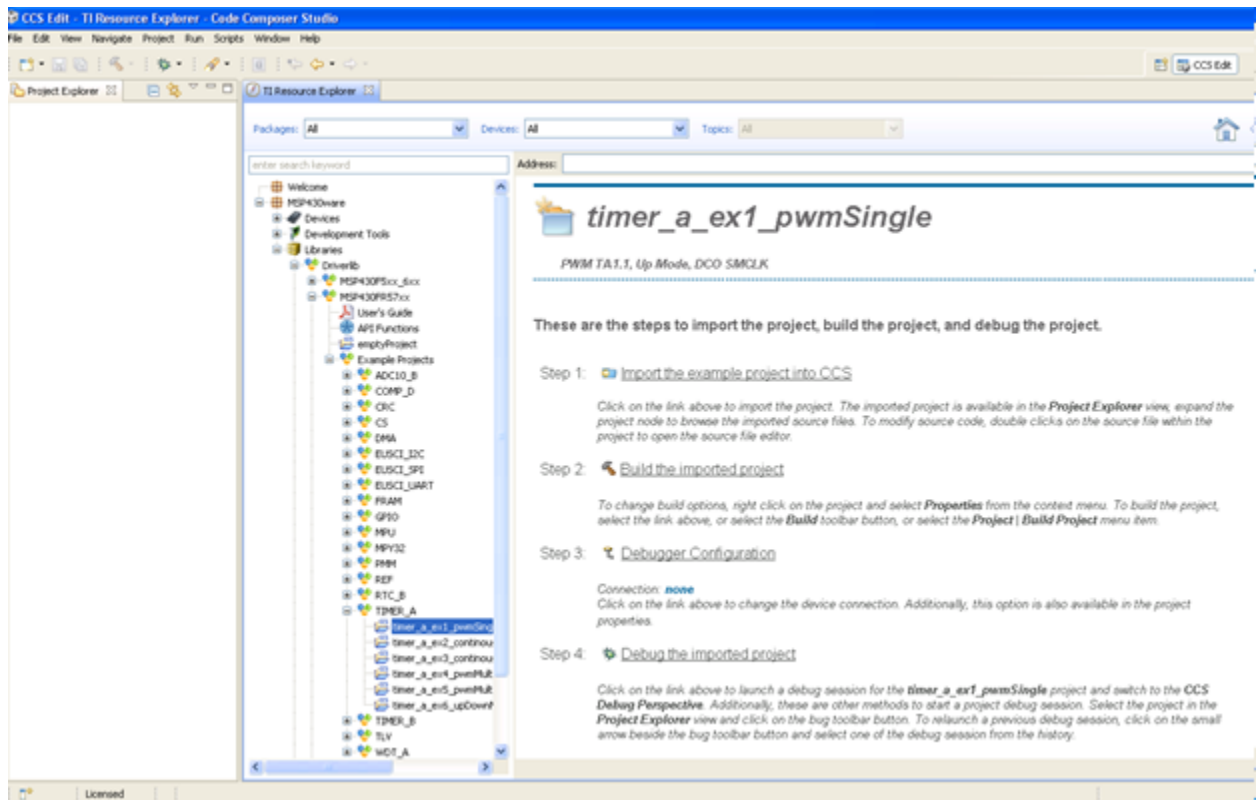 CCS Edit - TI Resource Explorer - Code Composer Studio
File Edit View Navigate Project Run Scripts Window Help
CCS Edit
Project Explorer
TI Resource Explorer
Packages: All Devices: All Topics: All
enter search keyword
Address:
Welcome
MSP430ware
Devices
Development Tools
Libraries
Driverlib
MSP430F5xx_6xx
MSP430FR57xx
User's Guide
API Functions
emptyProject
Example Projects
ADC10_B
COMP_D
CRC
CS
DMA
EUSCI_I2C
EUSCI_SPI
EUSCI_UART
FRAM
GPIO
MPU
MPY32
PMM
REF
RTC_B
TIMER_A
timer_a_ex1_pwmSing
timer_a_ex2_continou
timer_a_ex3_continou
timer_a_ex4_pwmMult
timer_a_ex5_pwmMult
timer_a_ex6_upDownM
TIMER_B
TLV
WDT_A
timer_a_ex1_pwmSingle
PWM TA1.1, Up Mode, DCO SMCLK
These are the steps to import the project, build the project, and debug the project.
Step 1: Import the example project into CCS
Click on the link above to import the project. The imported project is available in the Project Explorer view, expand the
project node to browse the imported source files. To modify source code, double clicks on the source file within the
project to open the source file editor.
Step 2: Build the imported project
To change build options, right click on the project and select Properties from the context menu. To build the project,
select the link above, or select the Build toolbar button, or select the Project | Build Project menu item.
Step 3: Debugger Configuration
Connection: none
Click on the link above to change the device connection. Additionally, this option is also available in the project
properties.
Step 4: Debug the imported project
Click on the link above to launch a debug session for the timer_a_ex1_pwmSingle project and switch to the CCS
Debug Perspective. Additionally, these are other methods to start a project debug session. Select the project in the
Project Explorer view and click on the bug toolbar button. To relaunch a previous debug session, click on the small
arrow beside the bug toolbar button and select one of the debug session from the history.
Licensed